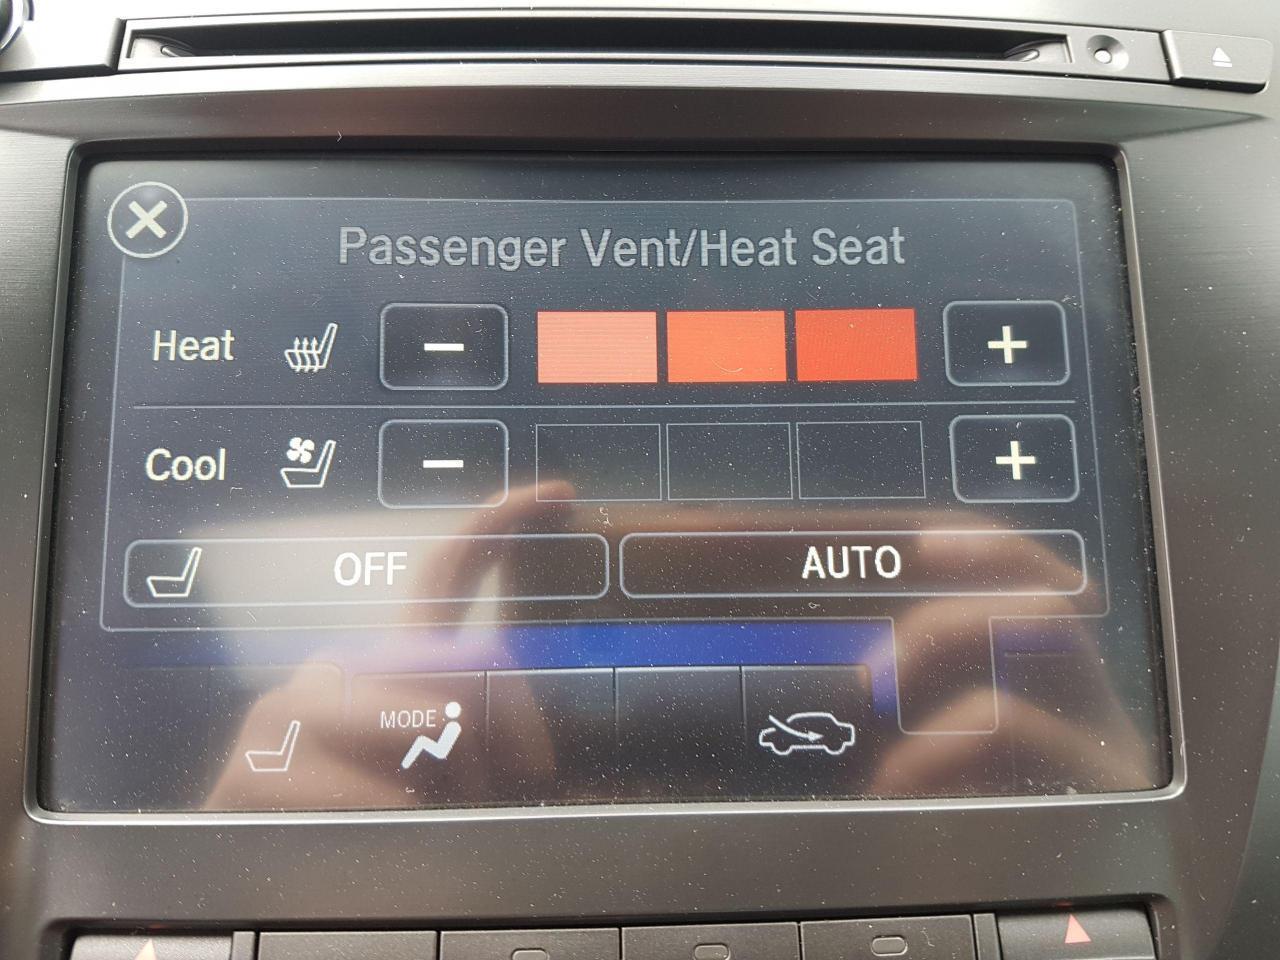 Passenger Vent/Heat Seat
Heat − +
Cool − +
OFF AUTO
MODE